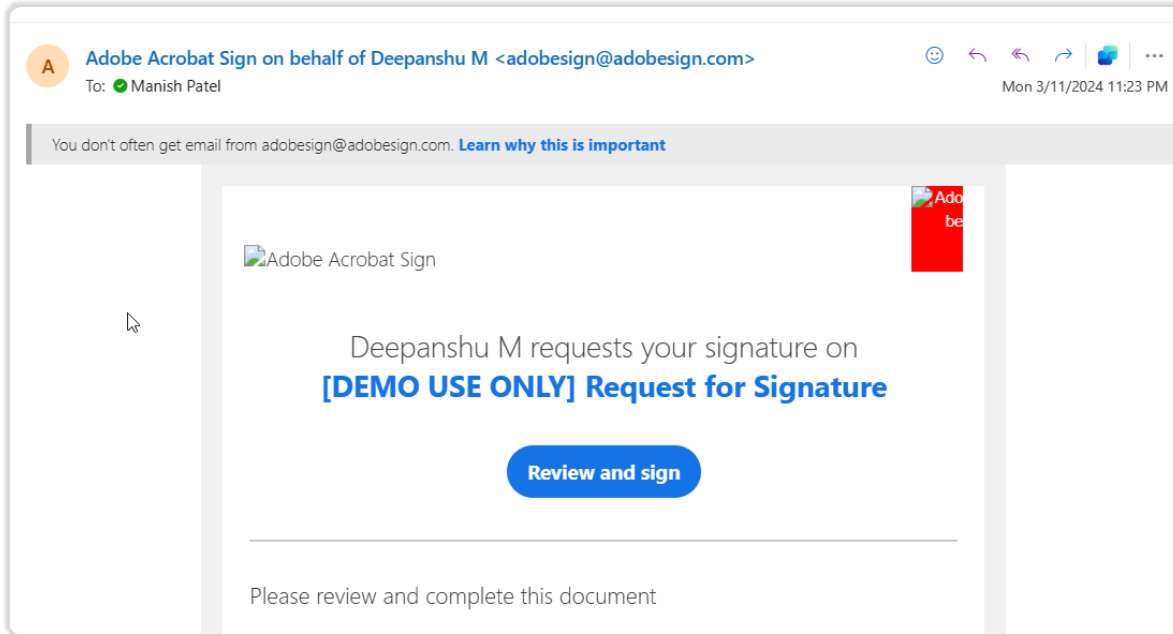 A
Adobe Acrobat Sign on behalf of Deepanshu M <adobesign@adobesign.com>
To: Manish Patel
Mon 3/11/2024 11:23 PM
You don't often get email from adobesign@adobesign.com. Learn why this is important
Ado
be
Adobe Acrobat Sign
Deepanshu M requests your signature on
[DEMO USE ONLY] Request for Signature
Review and sign
Please review and complete this document